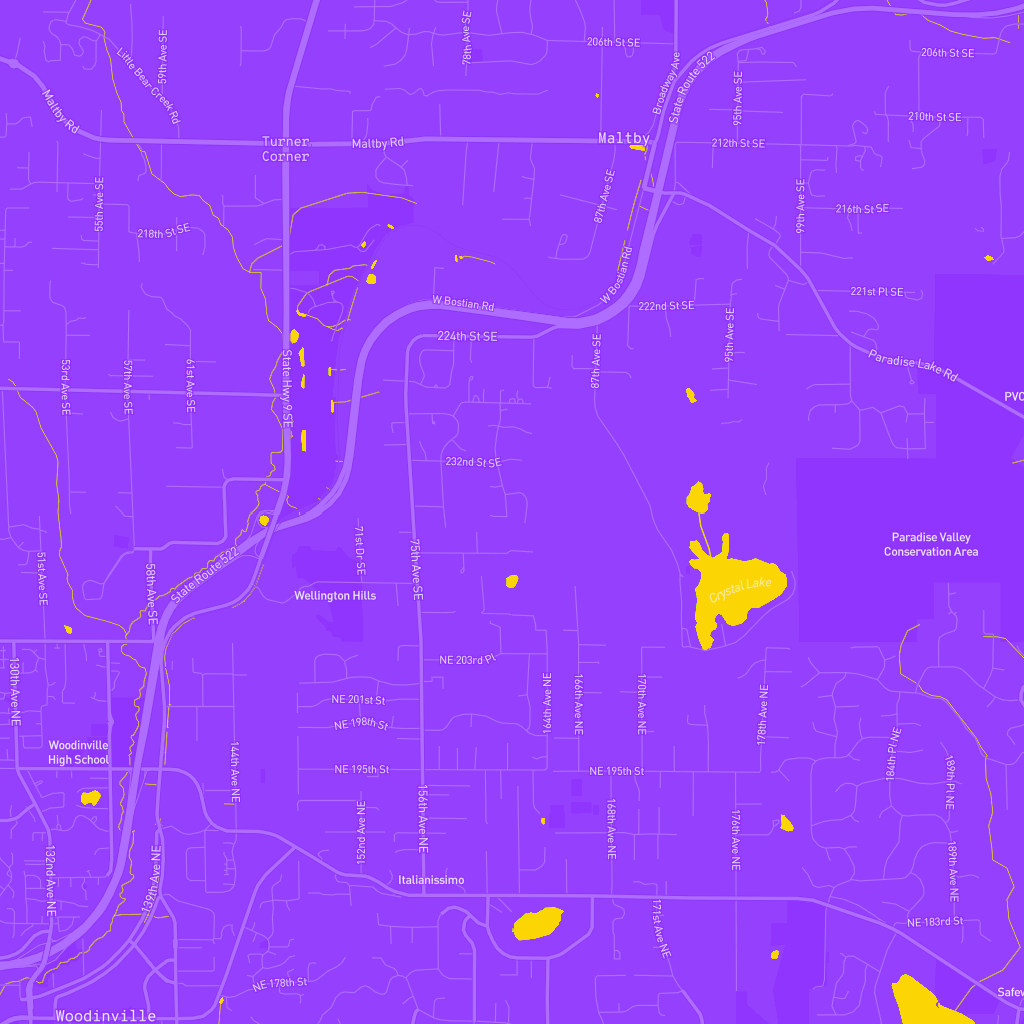 78th Ave SE
206th St SE
59th Ave SE
206th St SE
Little Bear Creek Rd
Broadway Ave
State Route 522
95th Ave SE
Maltby Rd
210th St SE
Turner
Corner
Maltby Rd
Maltby
212th St SE
55th Ave SE
87th Ave SE
99th Ave SE
216th St SE
218th St SE
W Bostian Rd
221st Pl SE
W Bostian Rd
222nd St SE
224th St SE
95th Ave SE
87th Ave SE
Paradise Lake Rd
53rd Ave SE
57th Ave SE
61st Ave SE
State Hwy 9 SE
232nd St SE
Paradise Valley
Conservation Area
71st Dr SE
75th Ave SE
51st Ave SE
58th Ave SE
State Route 522
Crystal Lake
Wellington Hills
NE 203rd Pl
130th Ave NE
164th Ave NE
166th Ave NE
170th Ave NE
178th Ave NE
NE 201st St
NE 198th St
Woodinville
High School
144th Ave NE
184th Pl NE
NE 195th St
NE 195th St
189th Pl NE
152nd Ave NE
156th Ave NE
168th Ave NE
176th Ave NE
132nd Ave NE
139th Ave NE
189th Ave NE
Italianissimo
171st Ave NE
NE 183rd St
NE 178th St
Woodinville